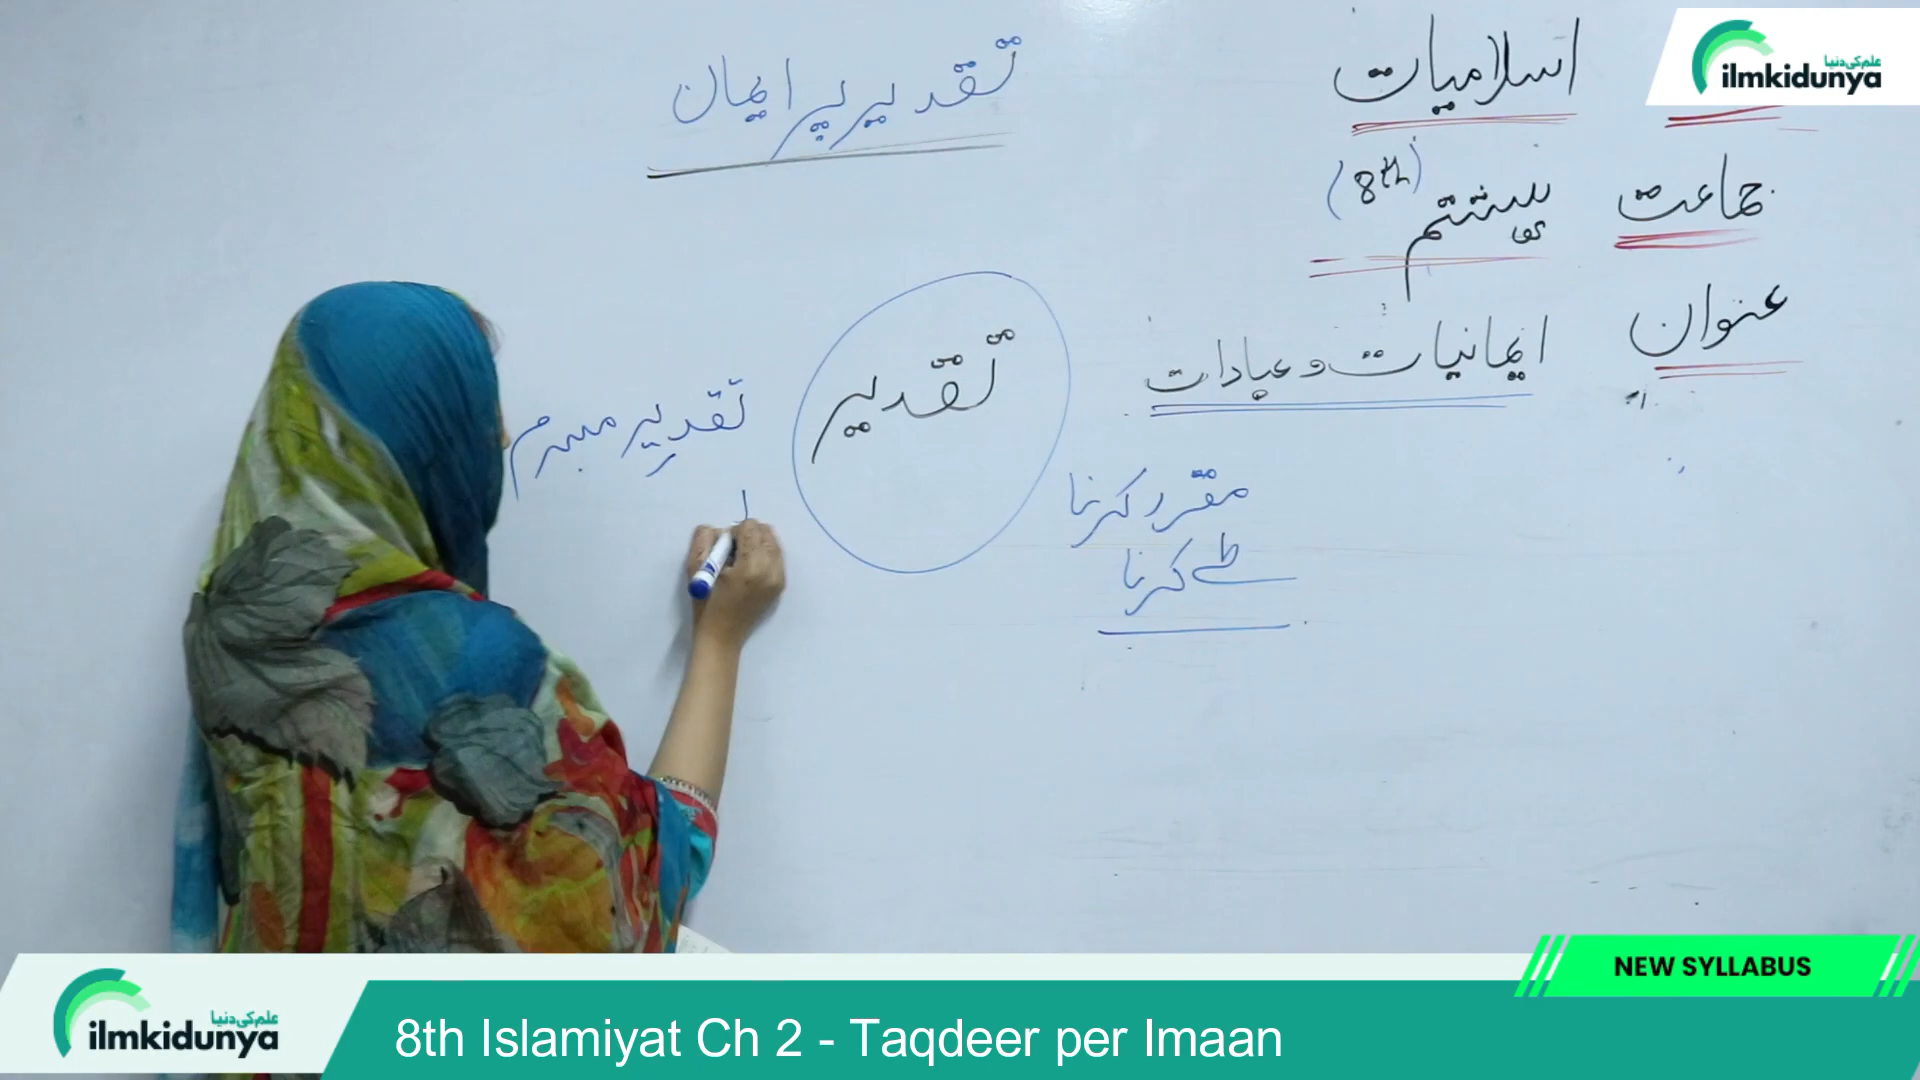 تقدیر پر ایمان
اسلامیات
جماعت ہشتم (8th)
عنوان ایمانیات و عبادات
تقدیر
مقرر کرنا
طے کرنا
تقدیر مبرم
علم کی دنیا
ilmkidunya
NEW SYLLABUS
علم کی دنیا
ilmkidunya
8th Islamiyat Ch 2 - Taqdeer per Imaan